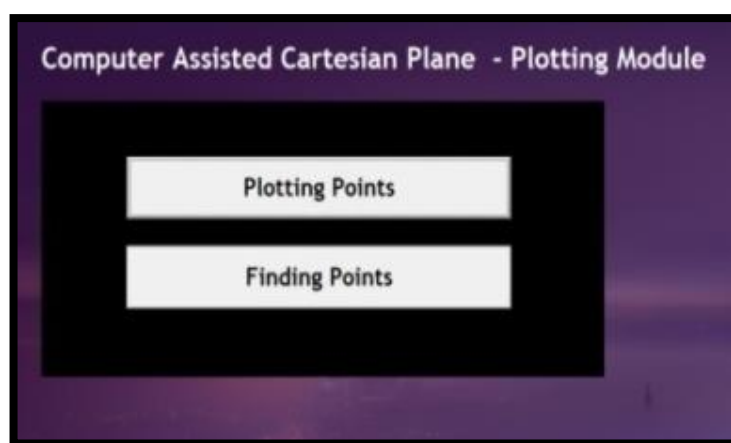 Computer Assisted Cartesian Plane - Plotting Module
Plotting Points
Finding Points